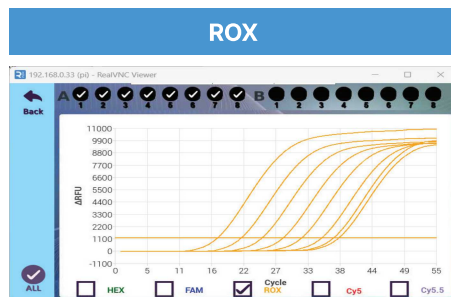 ROX
192.168.0.33 (pi) - RealVNC Viewer
Back
A 1 2 3 4 5 6 7 8 B 1 2 3 4 5 6 7 8
ΔRFU
11000
9900
8800
7700
6600
5500
4400
3300
2200
1100
0
-1100
0 5 11 16 22 27 33 38 44 49 55
Cycle
ALL
HEX FAM ROX Cy5 Cy5.5